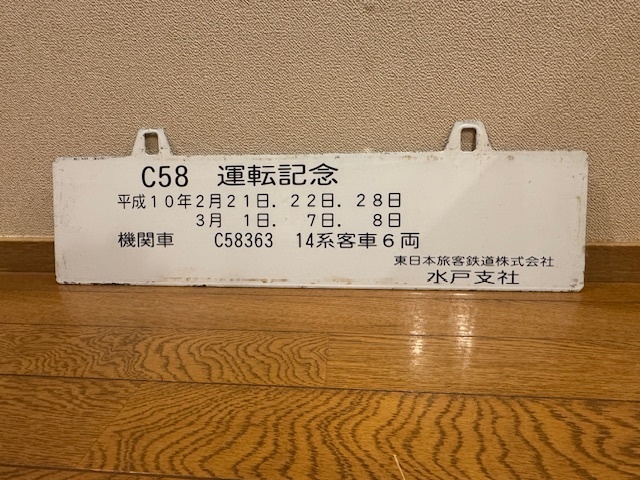 C58 運転記念
平成10年2月21日.22日.28日
3月 1日. 7日. 8日
機関車 C58363 14系客車6両
東日本旅客鉄道株式会社
水戸支社